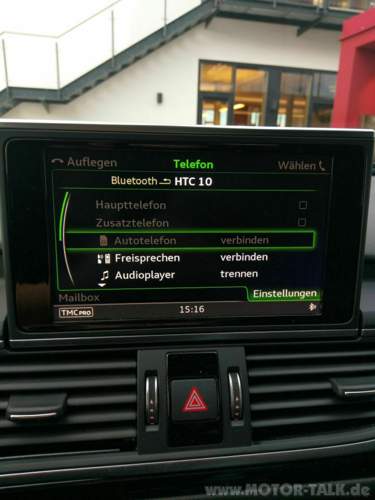 Auflegen Telefon Wählen
Bluetooth HTC 10
Haupttelefon
Zusatztelefon
Autotelefon verbinden
Freisprechen verbinden
Audioplayer trennen
Mailbox Einstellungen
TMC PRO 15:16
www.MOTOR-TALK.de